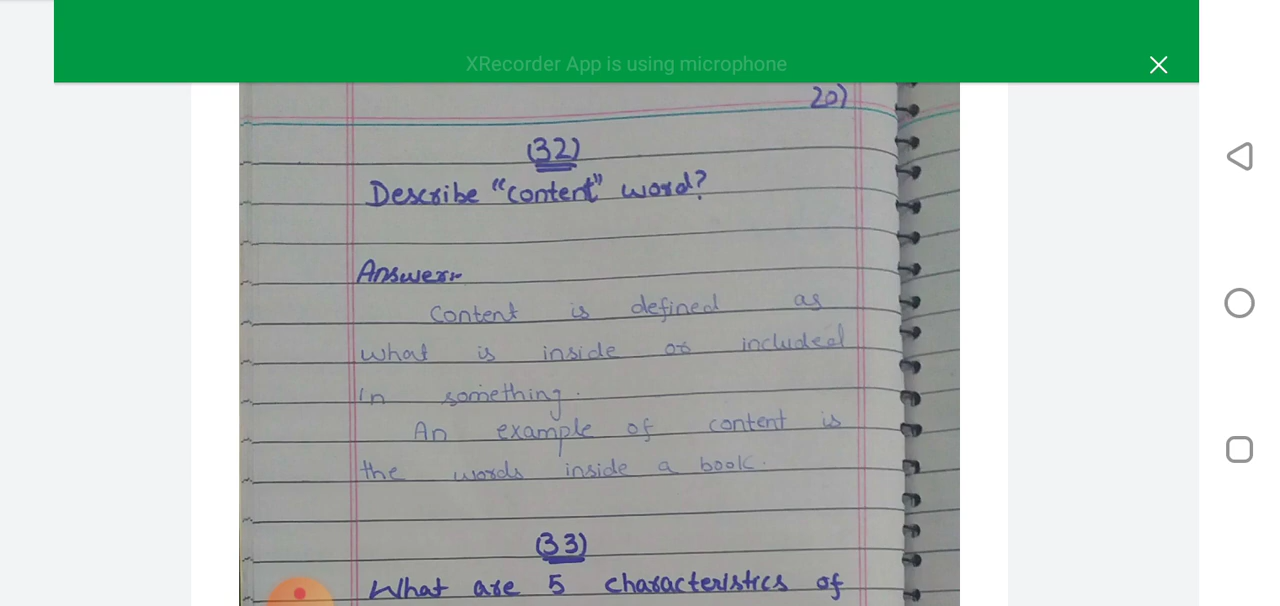 XRecorder App is using microphone
20)
(32)
Describe "content" word?
Answer:-
Content is defined as
what is inside or included
in something.
An example of content is
the words inside a book.
(33)
What are 5 characteristics of